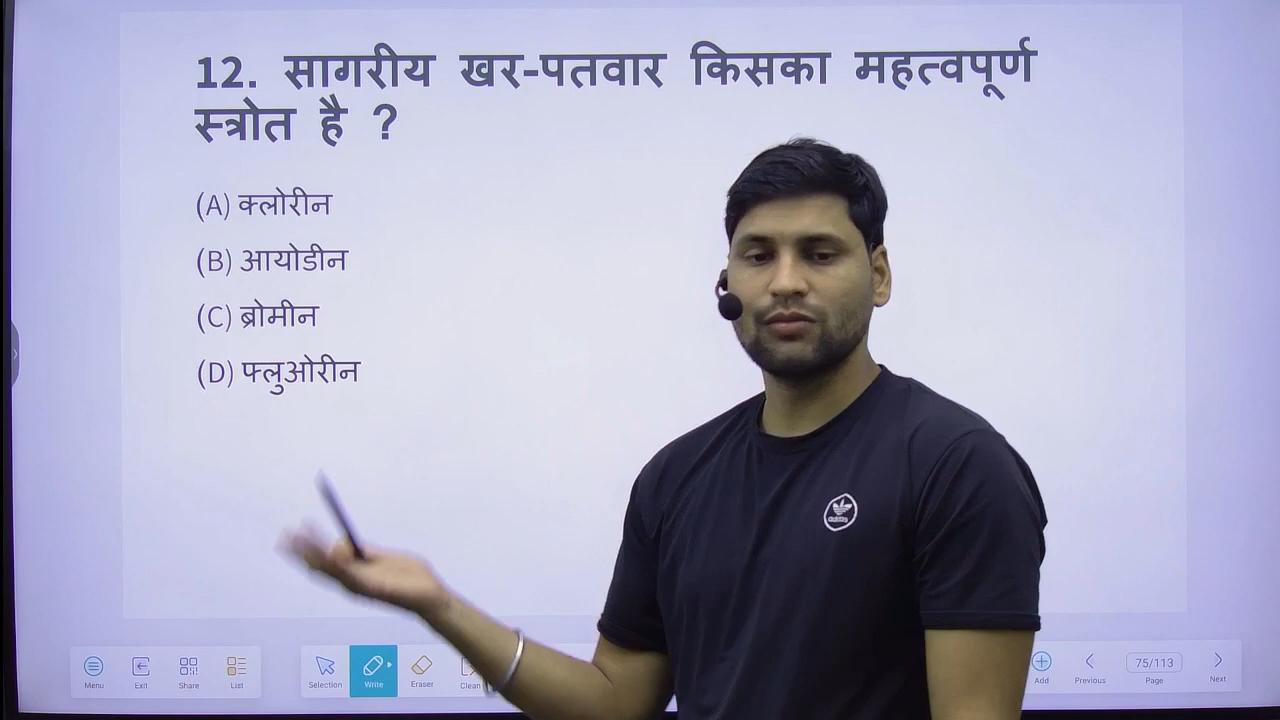 12. सागरीय खर-पतवार किसका महत्वपूर्ण
स्त्रोत है ?
(A) क्लोरीन
(B) आयोडीन
(C) ब्रोमीन
(D) फ्लुओरीन
adidas
Menu
Exit
Share
List
Selection
Write
Eraser
Clean
Add
Previous
75/113
Page
Next